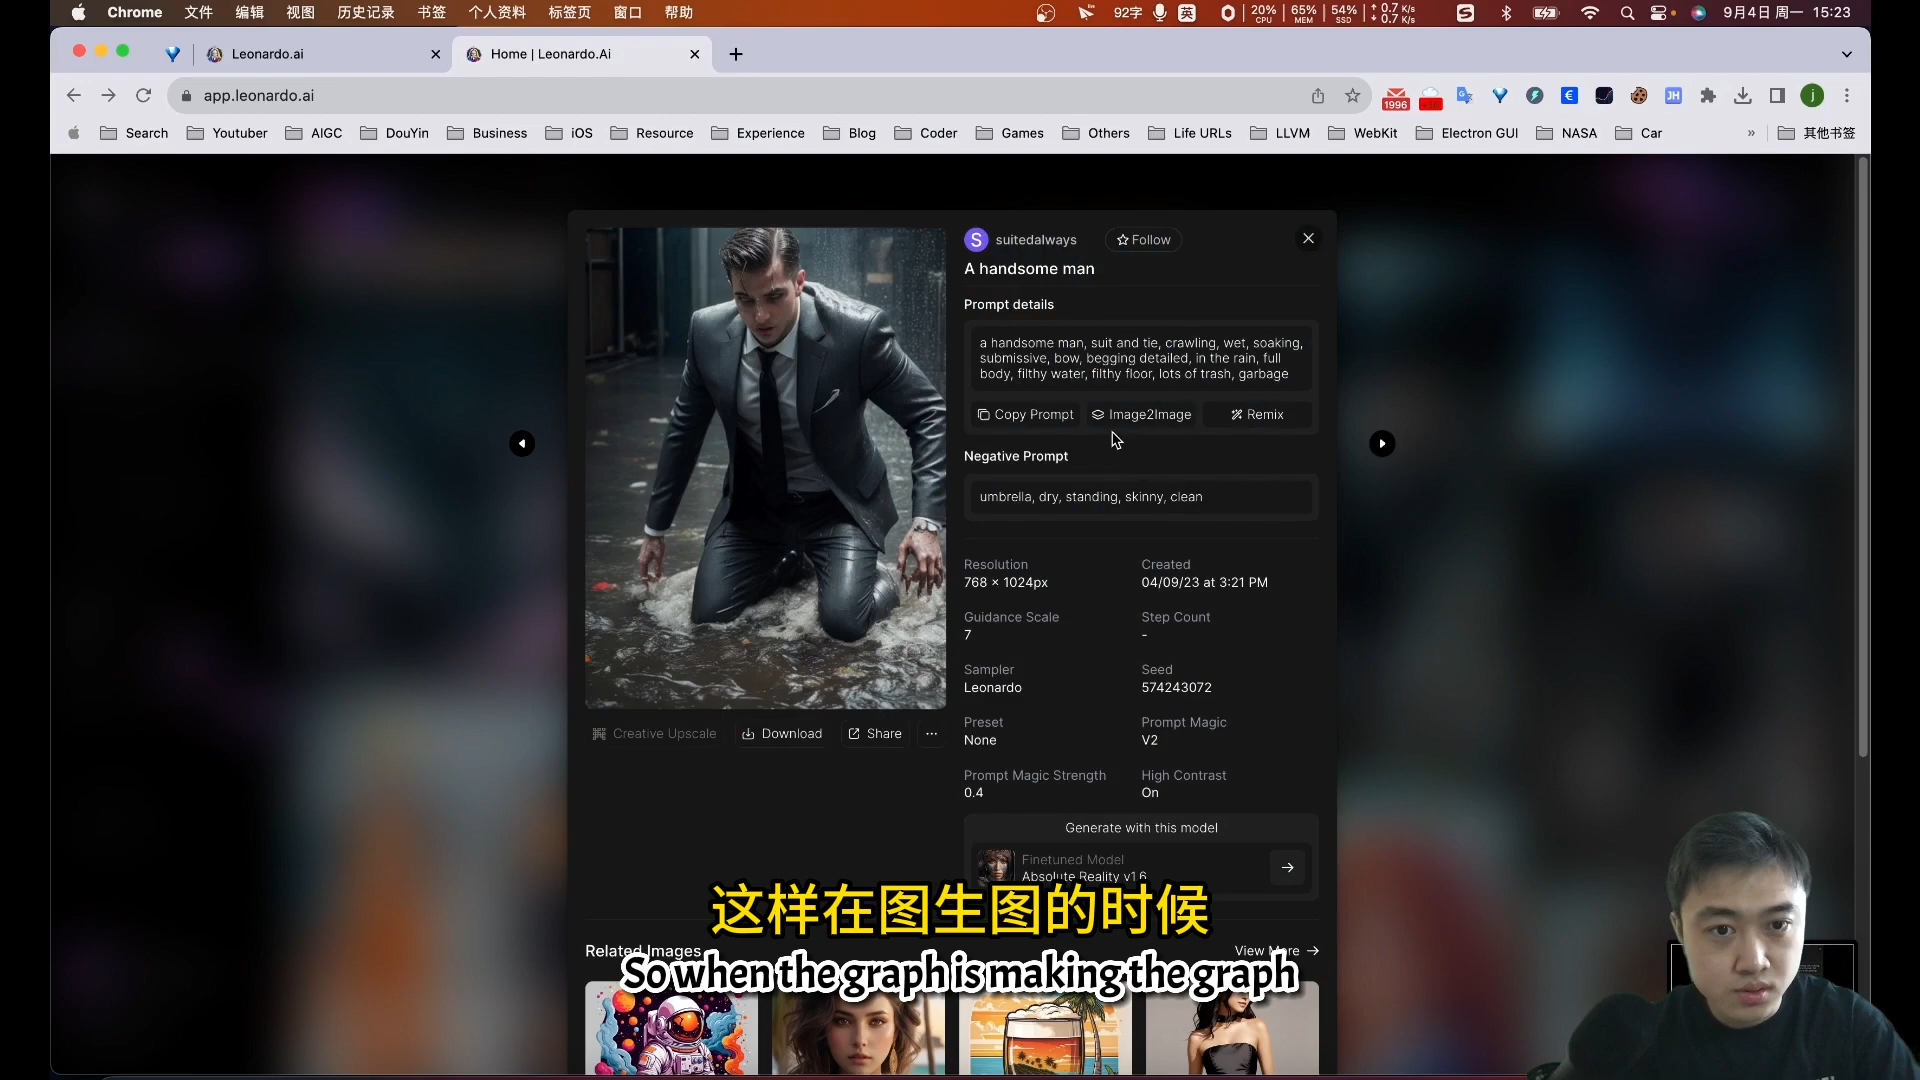 Chrome 文件 编辑 视图 历史记录 书签 个人资料 标签页 窗口 帮助 92字 英 20% CPU 65% MEM 54% SSD 0.7 K/s 0.7 K/s 9月4日 周一 15:23
Leonardo.ai Home | Leonardo.Ai
app.leonardo.ai 1996 JH j
Search Youtuber AIGC DouYin Business iOS Resource Experience Blog Coder Games Others Life URLs LLVM WebKit Electron GUI NASA Car » 其他书签
S suitedalways Follow
A handsome man
Prompt details
a handsome man, suit and tie, crawling, wet, soaking,
submissive, bow, begging detailed, in the rain, full
body, filthy water, filthy floor, lots of trash, garbage
Copy Prompt Image2Image Remix
Negative Prompt
umbrella, dry, standing, skinny, clean
Resolution Created
768 × 1024px 04/09/23 at 3:21 PM
Guidance Scale Step Count
7 -
Sampler Seed
Leonardo 574243072
Preset Prompt Magic
None V2
Prompt Magic Strength High Contrast
0.4 On
Creative Upscale Download Share ...
Generate with this model
Finetuned Model
Absolute Reality v1.6
这样在图生图的时候
Related Images View More
So when the graph is making the graph